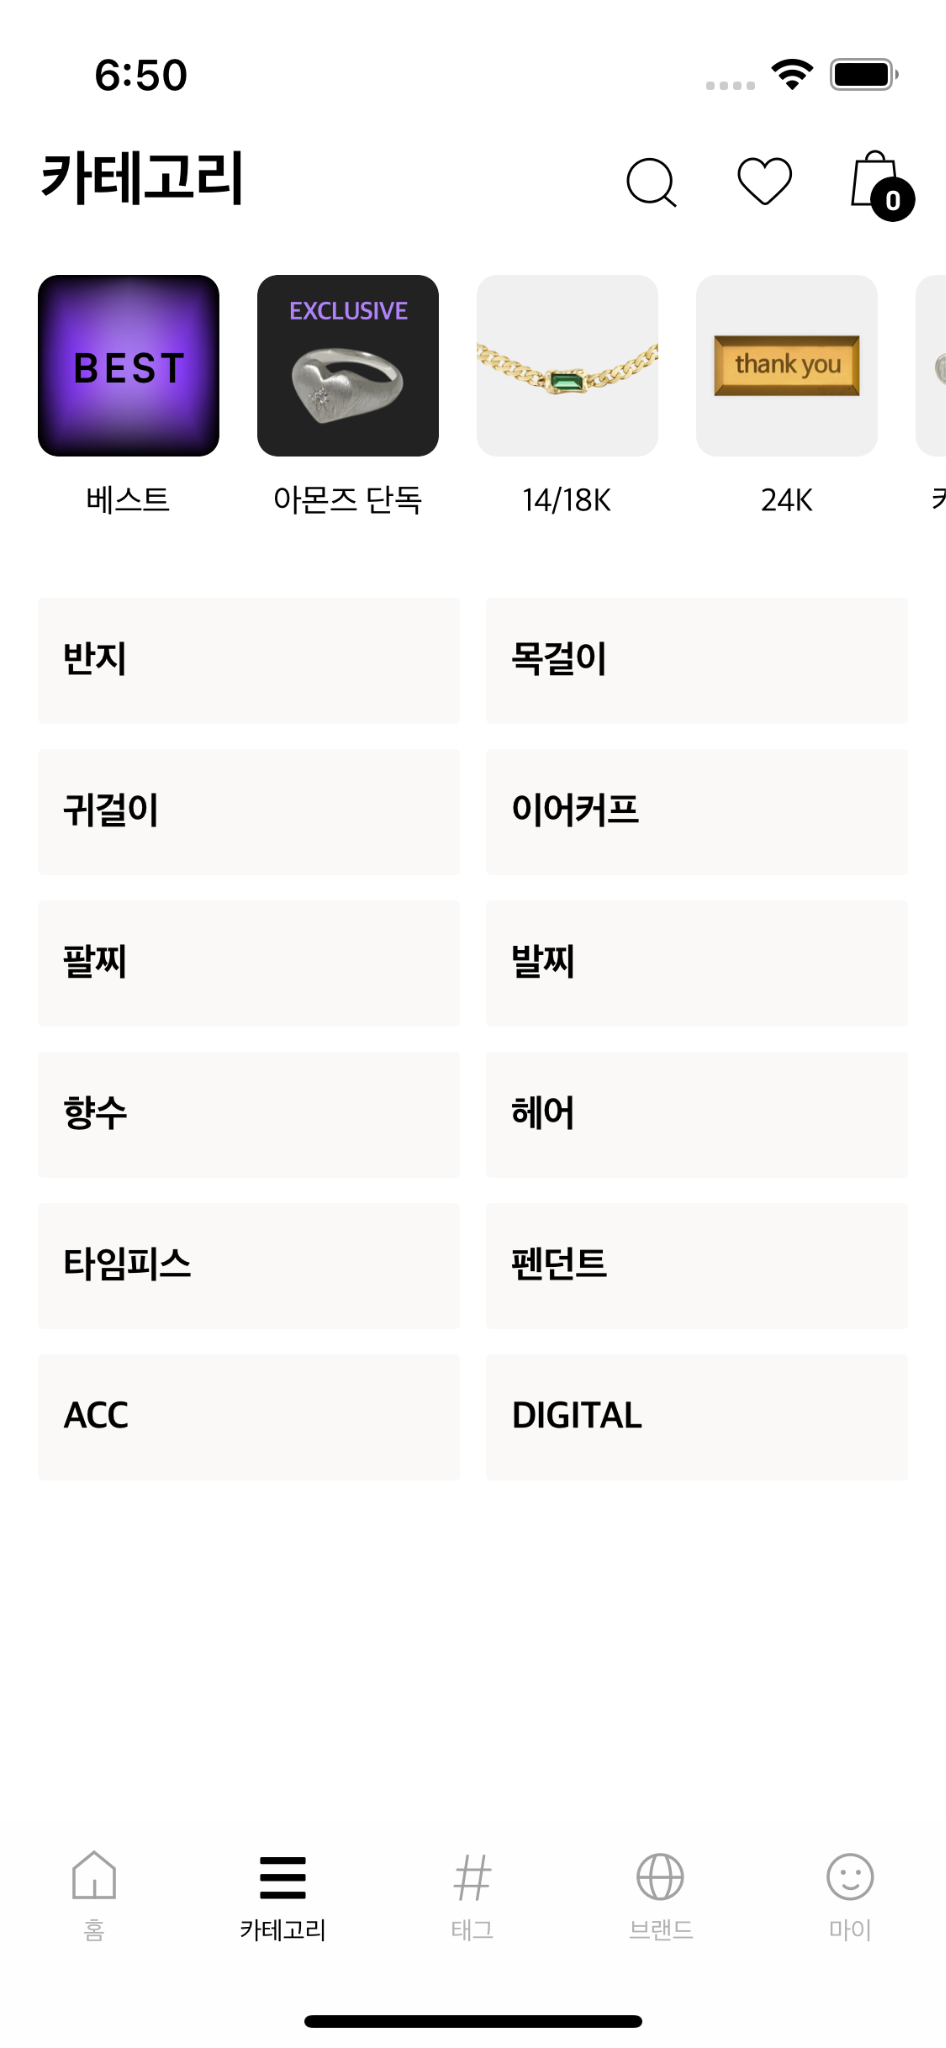 6:50
카테고리
0
BEST
EXCLUSIVE
thank you
베스트
아몬즈 단독
14/18K
24K
반지
목걸이
귀걸이
이어커프
팔찌
발찌
향수
헤어
타임피스
펜던트
ACC
DIGITAL
홈
카테고리
태그
브랜드
마이